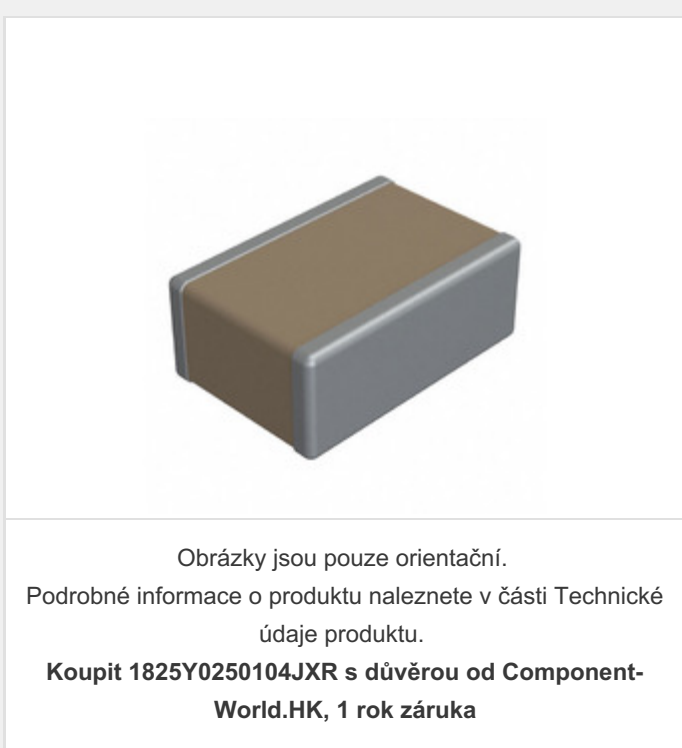 Obrázky jsou pouze orientační.
Podrobné informace o produktu naleznete v části Technické
údaje produktu.
Koupit 1825Y0250104JXR s důvěrou od Component-
World.HK, 1 rok záruka